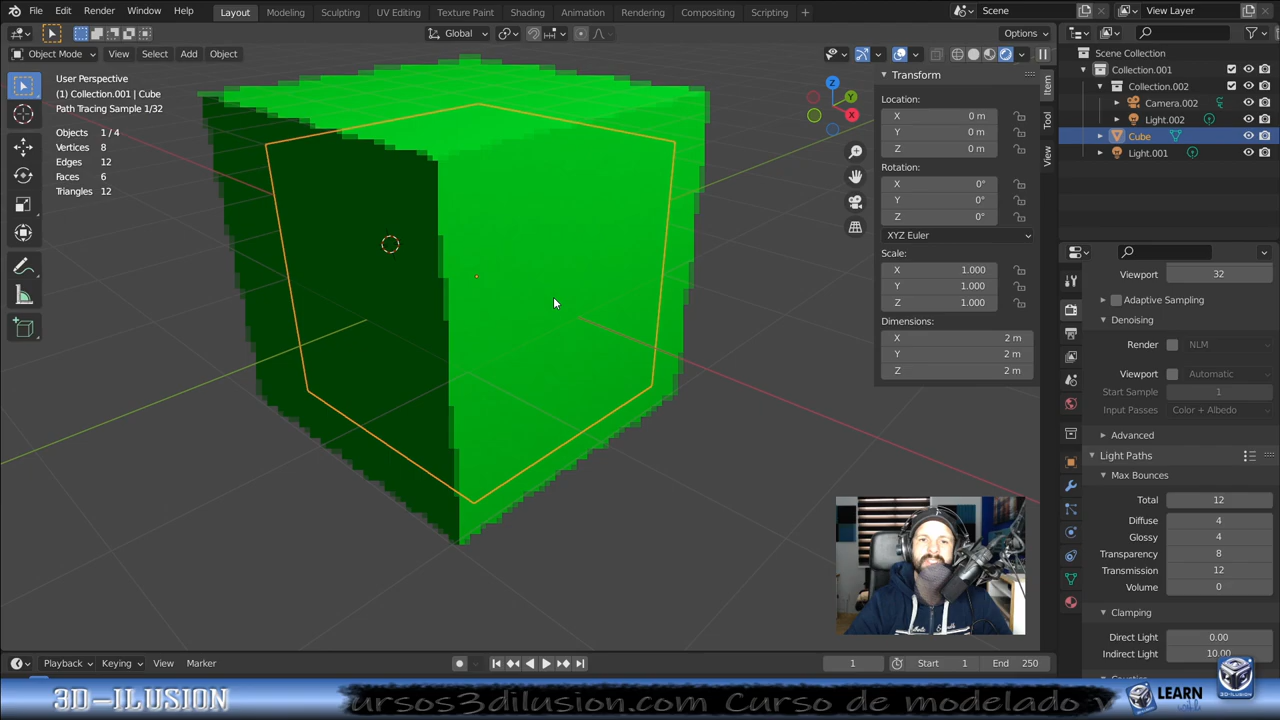 File Edit Render Window Help Layout Modeling Sculpting UV Editing Texture Paint Shading Animation Rendering Compositing Scripting + Scene View Layer
Global Options
Object Mode View Select Add Object
User Perspective
(1) Collection.001 | Cube
Path Tracing Sample 1/32
Objects 1 / 4
Vertices 8
Edges 12
Faces 6
Triangles 12
Z
Y
X
Transform
Location:
X 0 m
Y 0 m
Z 0 m
Rotation:
X 0°
Y 0°
Z 0°
XYZ Euler
Scale:
X 1.000
Y 1.000
Z 1.000
Dimensions:
X 2 m
Y 2 m
Z 2 m
Item
Tool
View
Scene Collection
Collection.001
Collection.002
Camera.002
Light.002
Cube
Light.001
Viewport 32
Adaptive Sampling
Denoising
Render NLM
Viewport Automatic
Start Sample 1
Input Passes Color + Albedo
Advanced
Light Paths
Max Bounces
Total 12
Diffuse 4
Glossy 4
Transparency 8
Transmission 12
Volume 0
Clamping
Direct Light 0.00
Indirect Light 10.00
Playback Keying View Marker 1 Start 1 End 250
3D-ILUSION ursos3dilusion.com Curso de modelado v LEARN